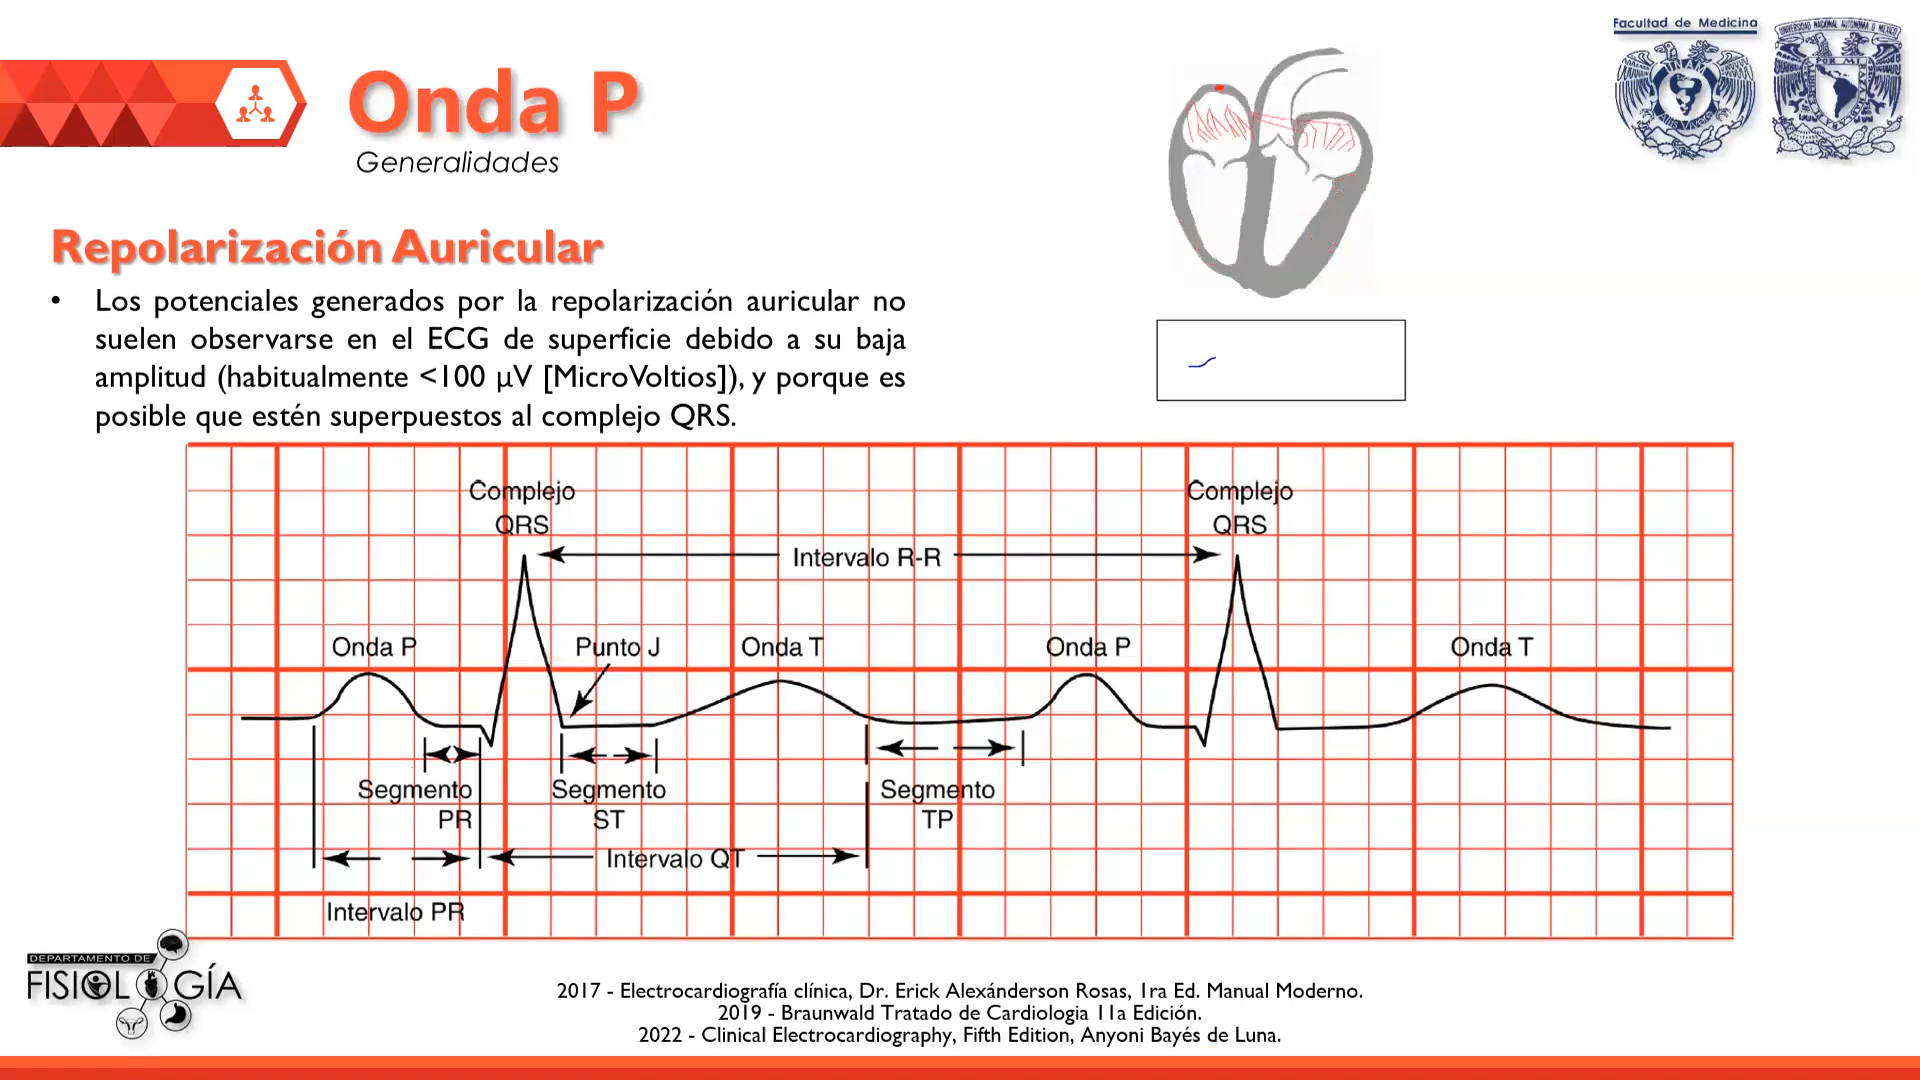 Facultad de Medicina
Onda P
Generalidades
Repolarización Auricular
• Los potenciales generados por la repolarización auricular no
suelen observarse en el ECG de superficie debido a su baja
amplitud (habitualmente <100 µV [MicroVoltios]), y porque es
posible que estén superpuestos al complejo QRS.
Complejo
QRS
Complejo
QRS
Intervalo R-R
Onda P
Punto J
Onda T
Onda P
Onda T
Segmento
PR
Segmento
ST
Segmento
TP
Intervalo QT
Intervalo PR
DEPARTAMENTO DE
FISIOLOGÍA
2017 - Electrocardiografía clínica, Dr. Erick Alexánderson Rosas, 1ra Ed. Manual Moderno.
2019 - Braunwald Tratado de Cardiologia 11a Edición.
2022 - Clinical Electrocardiography, Fifth Edition, Anyoni Bayés de Luna.